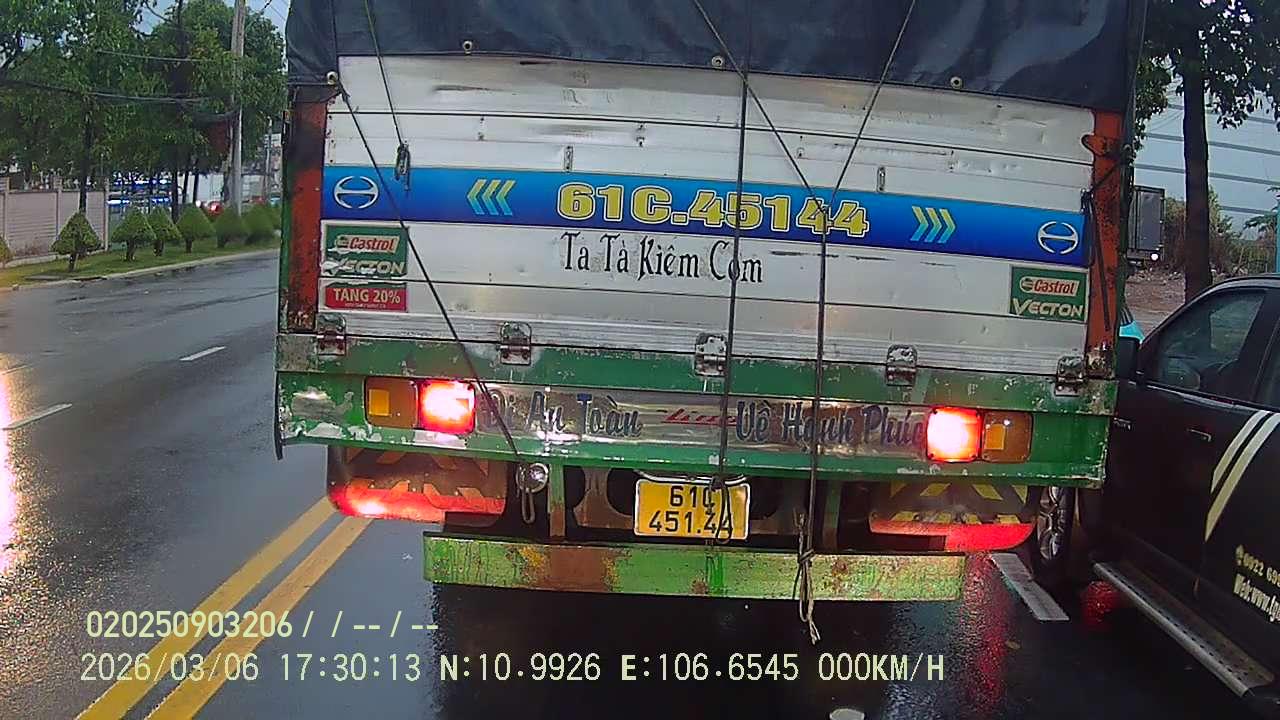 61C.45144
Ta Tà Kiêm Cơm
Castrol
VECTON
TẶNG 20%
Castrol
VECTON
Đi An Toàn
Về Hạnh Phúc
61C
451.44
020250903206 / / -- / --
2026/03/06 17:30:13 N:10.9926 E:106.6545 000KM/H